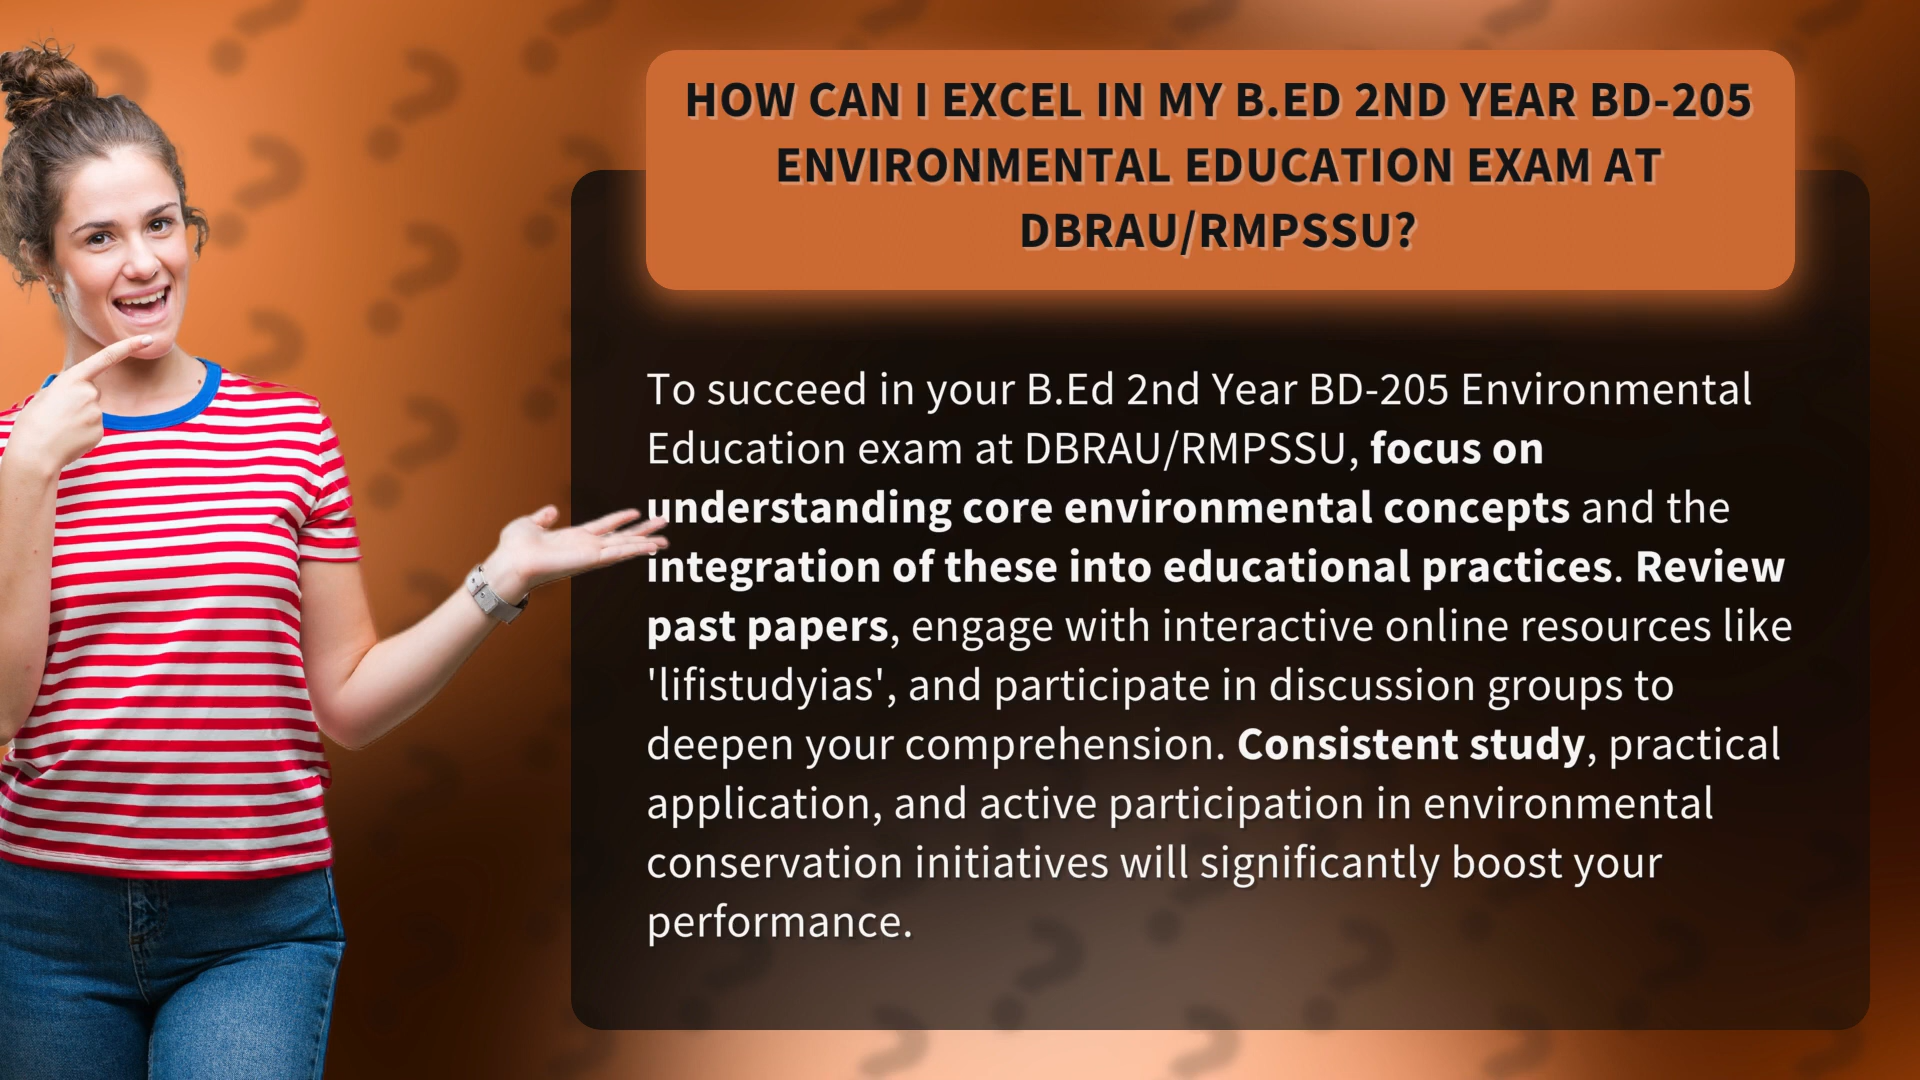 HOW CAN I EXCEL IN MY B.ED 2ND YEAR BD-205
ENVIRONMENTAL EDUCATION EXAM AT
DBRAU/RMPSSU?
To succeed in your B.Ed 2nd Year BD-205 Environmental
Education exam at DBRAU/RMPSSU, focus on
understanding core environmental concepts and the
integration of these into educational practices. Review
past papers, engage with interactive online resources like
'lifistudyias', and participate in discussion groups to
deepen your comprehension. Consistent study, practical
application, and active participation in environmental
conservation initiatives will significantly boost your
performance.